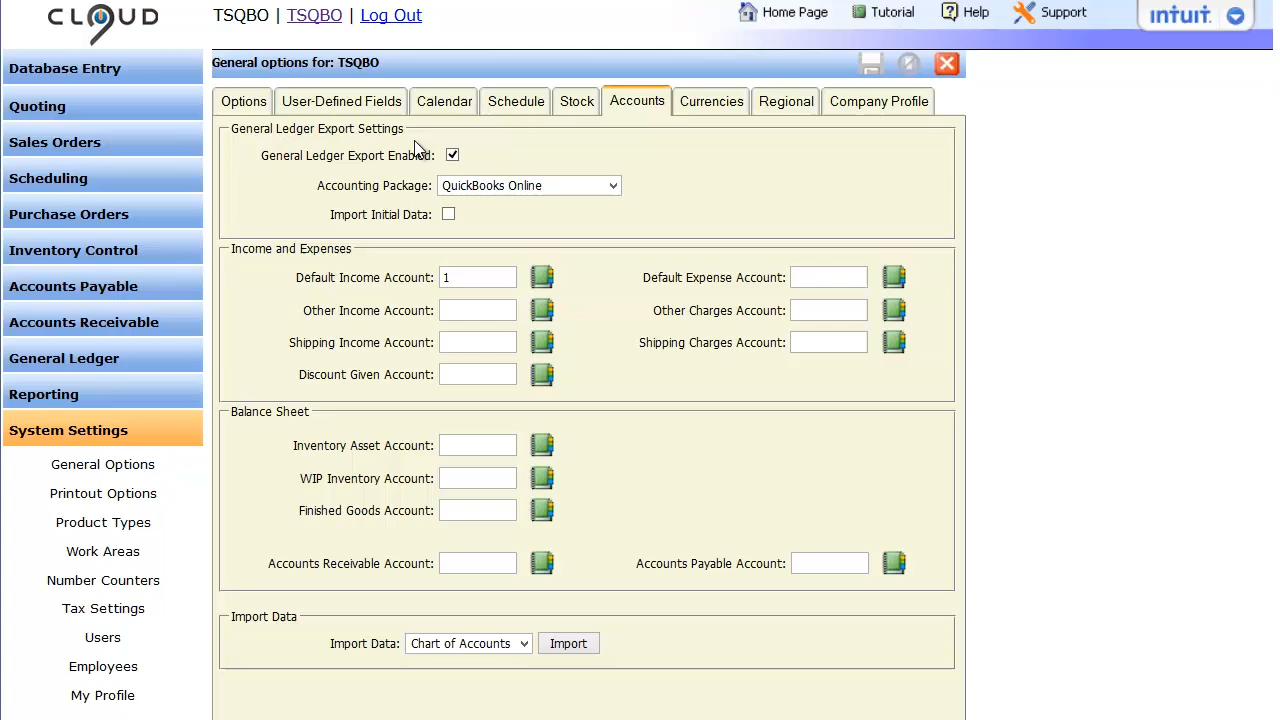 CLOUD 9
TSQBO | TSQBO | Log Out
Home Page Tutorial Help Support
intuit.
Database Entry
Quoting
Sales Orders
Scheduling
Purchase Orders
Inventory Control
Accounts Payable
Accounts Receivable
General Ledger
Reporting
System Settings
General Options
Printout Options
Product Types
Work Areas
Number Counters
Tax Settings
Users
Employees
My Profile
General options for: TSQBO
Options User-Defined Fields Calendar Schedule Stock Accounts Currencies Regional Company Profile
General Ledger Export Settings
General Ledger Export Enabled:
Accounting Package: QuickBooks Online
Import Initial Data:
Income and Expenses
Default Income Account: 1 Default Expense Account:
Other Income Account: Other Charges Account:
Shipping Income Account: Shipping Charges Account:
Discount Given Account:
Balance Sheet
Inventory Asset Account:
WIP Inventory Account:
Finished Goods Account:
Accounts Receivable Account: Accounts Payable Account:
Import Data
Import Data: Chart of Accounts Import